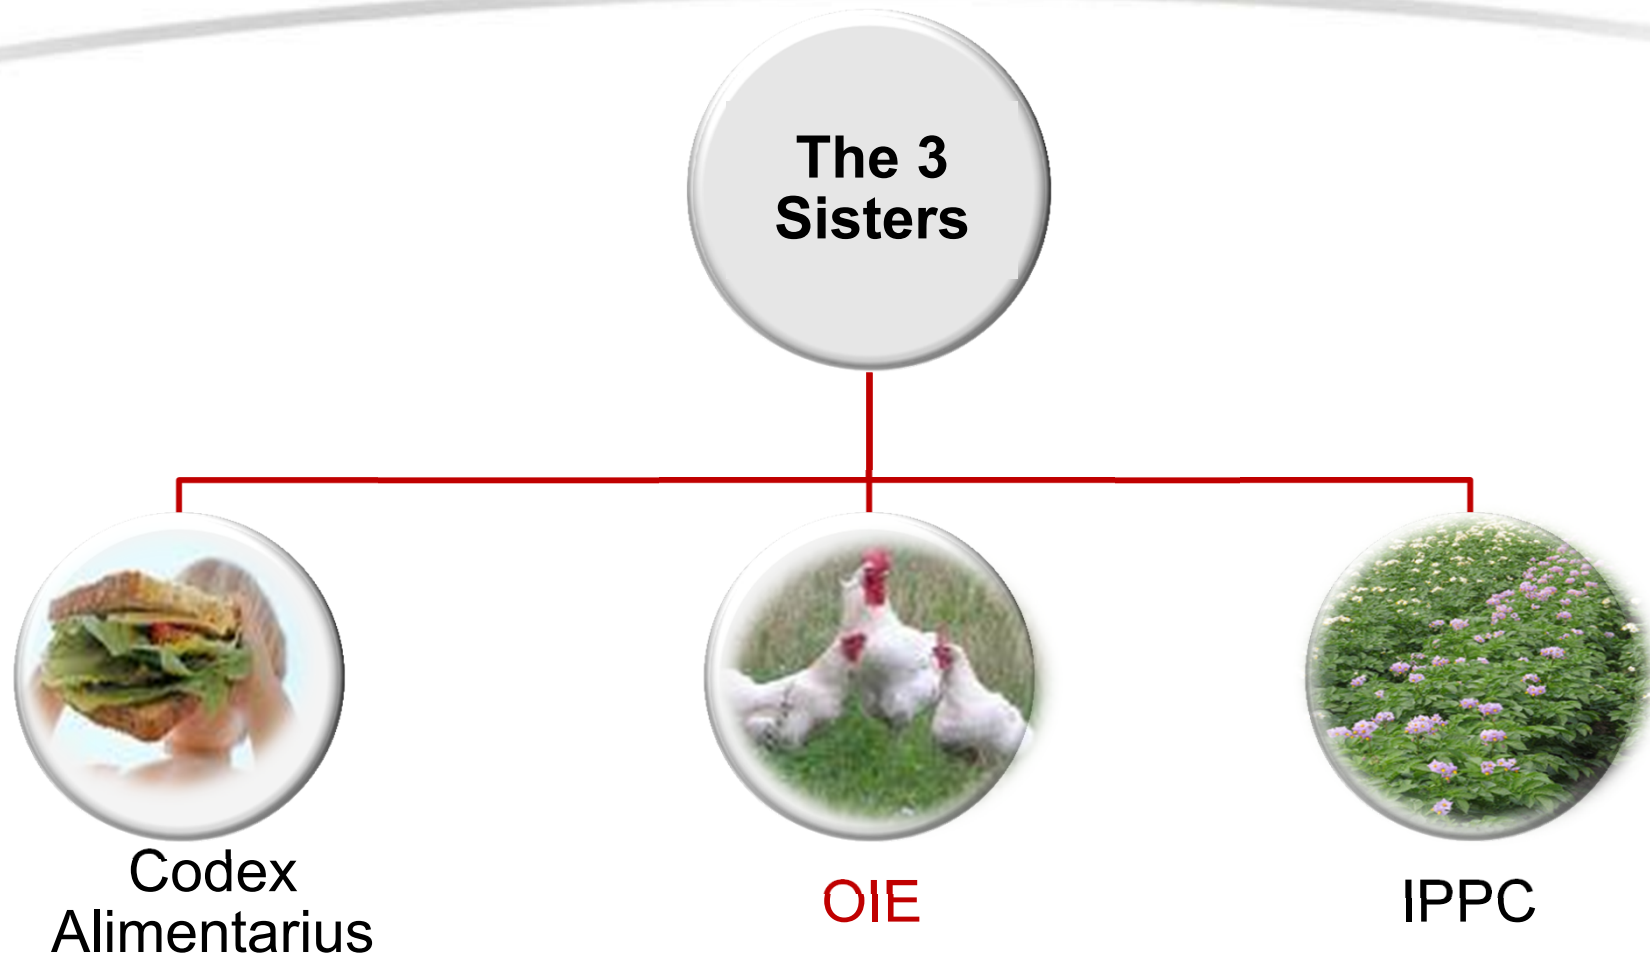 The 3
Sisters
Codex
Alimentarius
OIE
IPPC